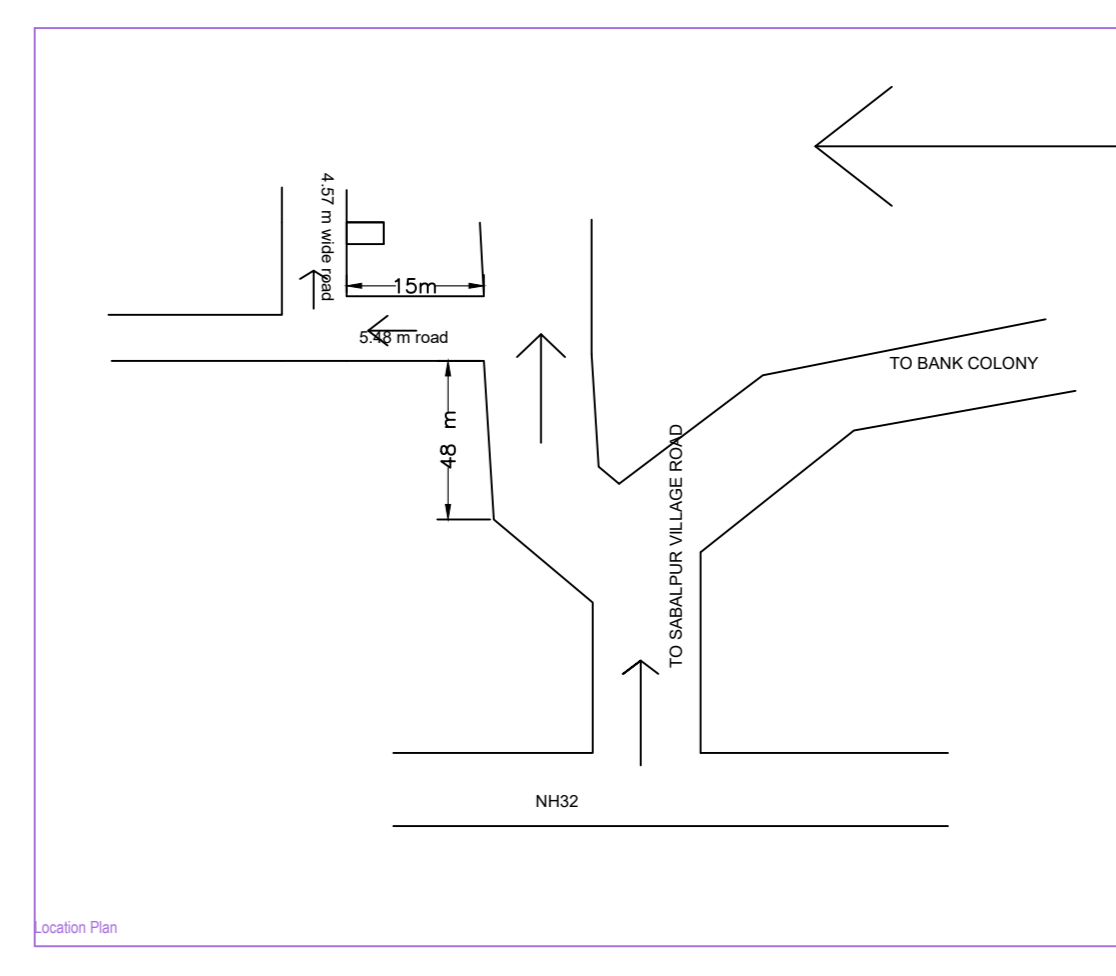 4.57 m wide road
15m
5.48 m road
TO BANK COLONY
48 m
TO SABALPUR VILLAGE ROAD
NH32
Location Plan